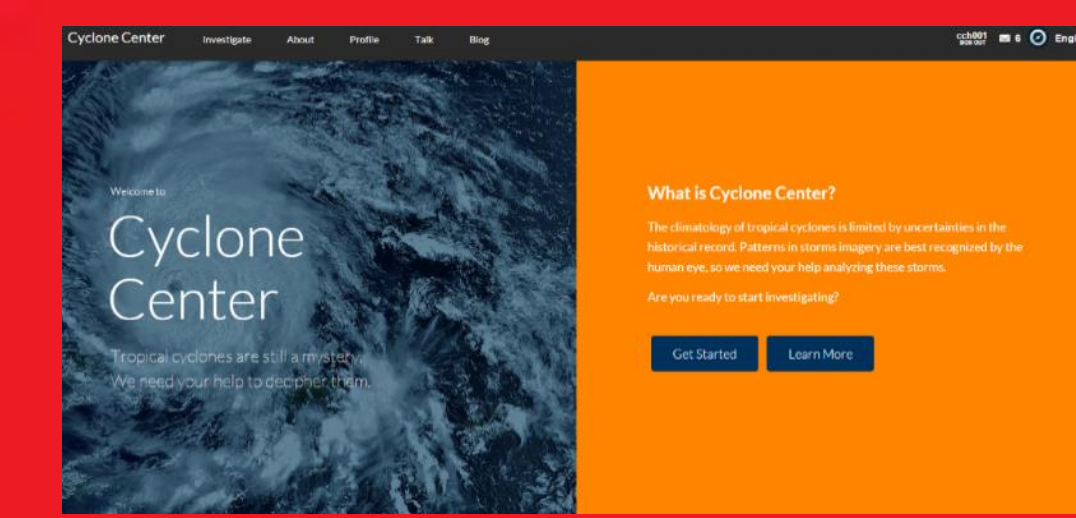 Cyclone Center Investigate About Profile Talk Blog cch001 6 Engl
SIGN OUT
Welcome to
Cyclone
Center
Tropical cyclones are still a mystery.
We need your help to decipher them.
What is Cyclone Center?
The climatology of tropical cyclones is limited by uncertainties in the
historical record. Patterns in storms imagery are best recognized by the
human eye, so we need your help analyzing these storms.
Are you ready to start investigating?
Get Started Learn More